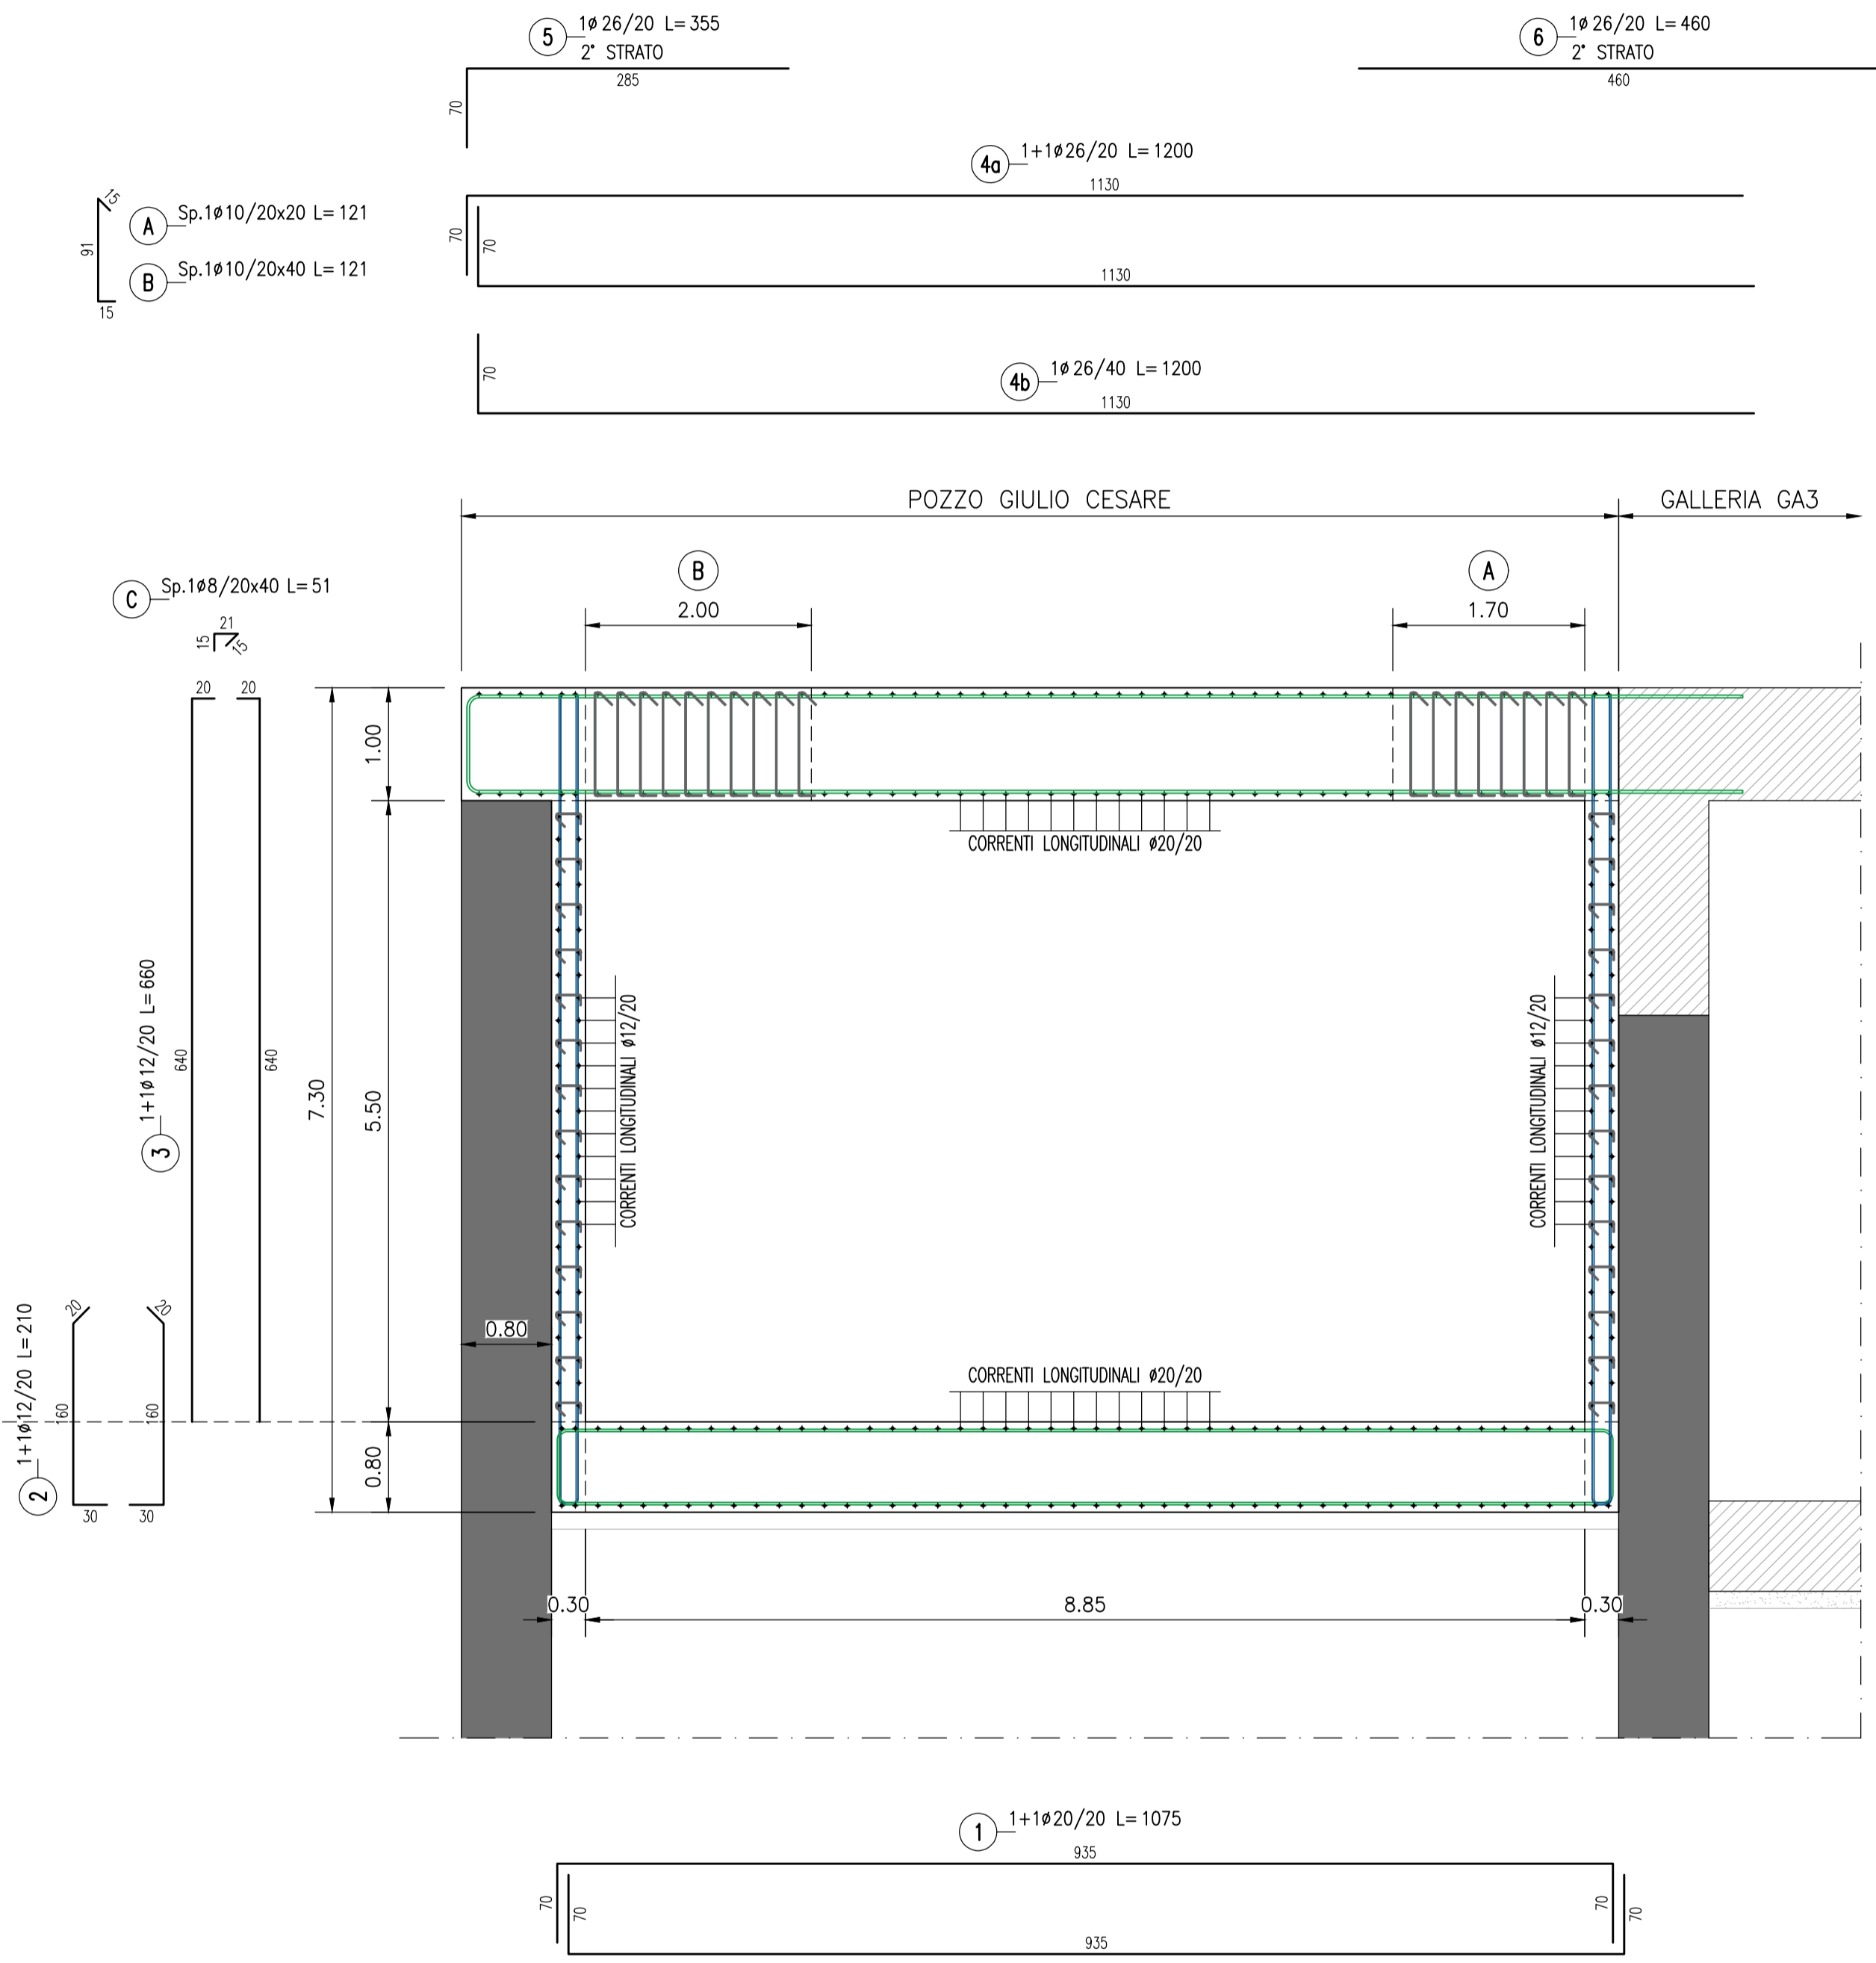 5 1ø26/20 L=355
2° STRATO
285
70
6 1ø26/20 L=460
2° STRATO
460
4a 1+1ø26/20 L=1200
1130
70
70
1130
15
A Sp.1ø10/20x20 L=121
91
B Sp.1ø10/20x40 L=121
15
4b 1ø26/40 L=1200
70
1130
POZZO GIULIO CESARE
GALLERIA GA3
B
2.00
A
1.70
C Sp.1ø8/20x40 L=51
21
15
15
20
20
1.00
CORRENTI LONGITUDINALI ø20/20
3 1+1ø12/20 L=660
640
640
7.30
5.50
CORRENTI LONGITUDINALI ø12/20
CORRENTI LONGITUDINALI ø12/20
2 1+1ø12/20 L=210
20
20
160
160
30
30
0.80
0.80
CORRENTI LONGITUDINALI ø20/20
0.30
8.85
0.30
1 1+1ø20/20 L=1075
935
70
70
70
70
935